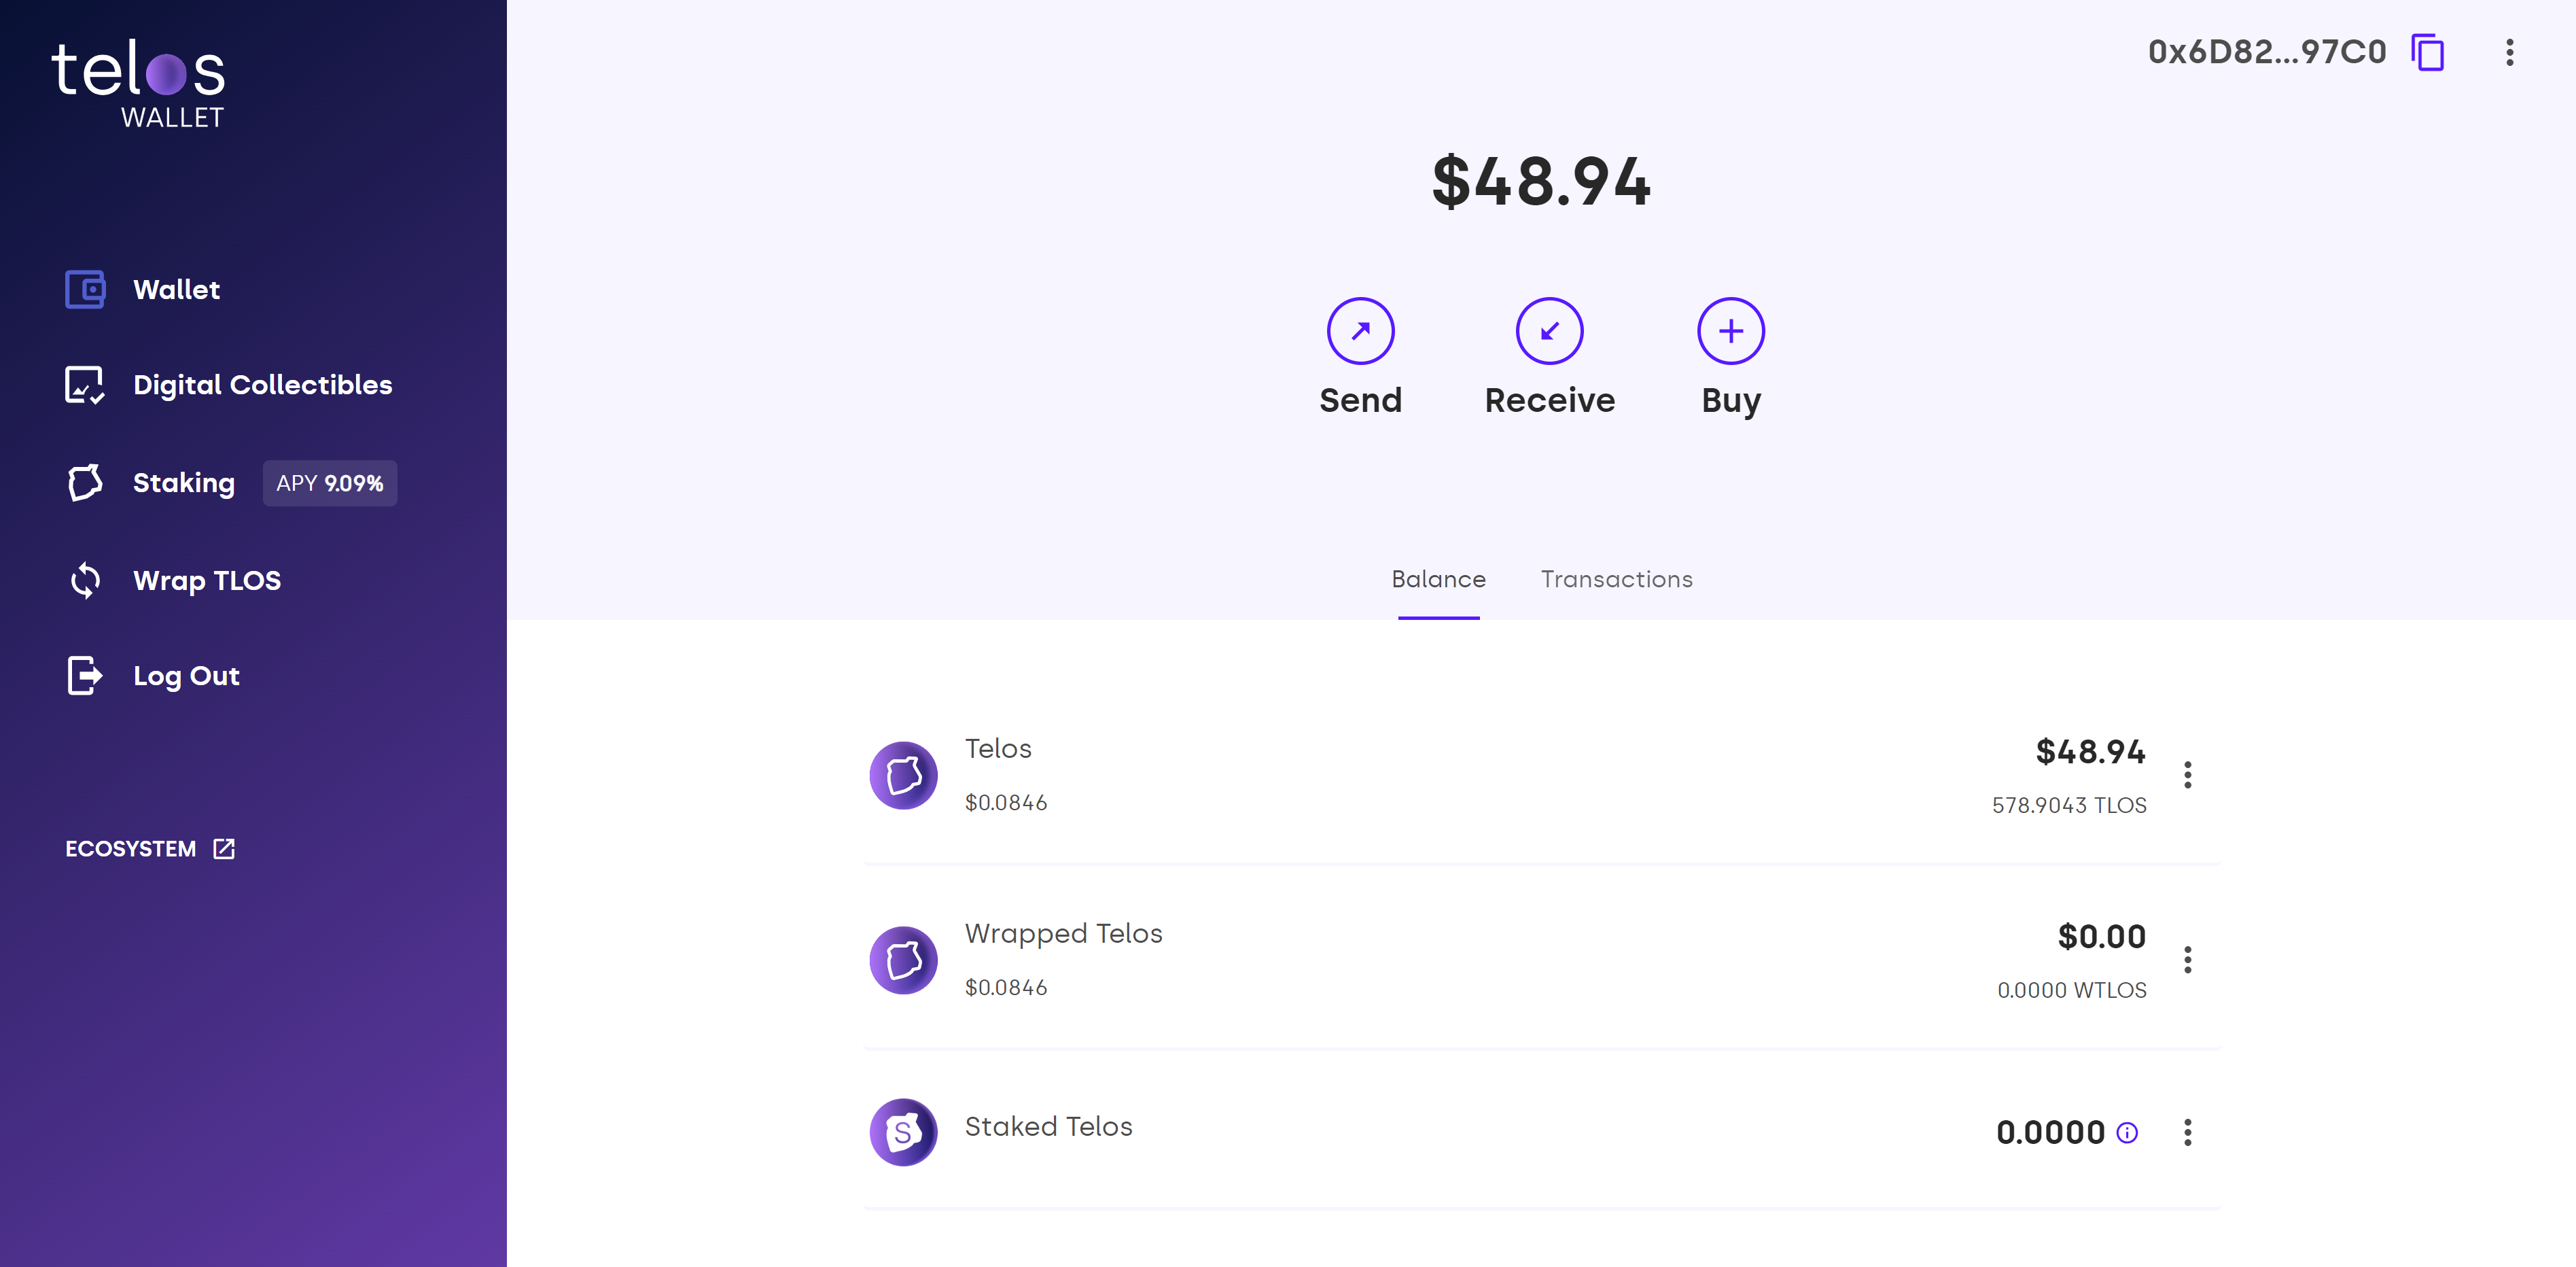 telos
WALLET
Wallet
Digital Collectibles
Staking APY 9.09%
Wrap TLOS
Log Out
ECOSYSTEM
0x6D82...97C0
$48.94
Send Receive Buy
Balance Transactions
Telos
$0.0846
$48.94
578.9043 TLOS
Wrapped Telos
$0.0846
$0.00
0.0000 WTLOS
S
Staked Telos
0.0000